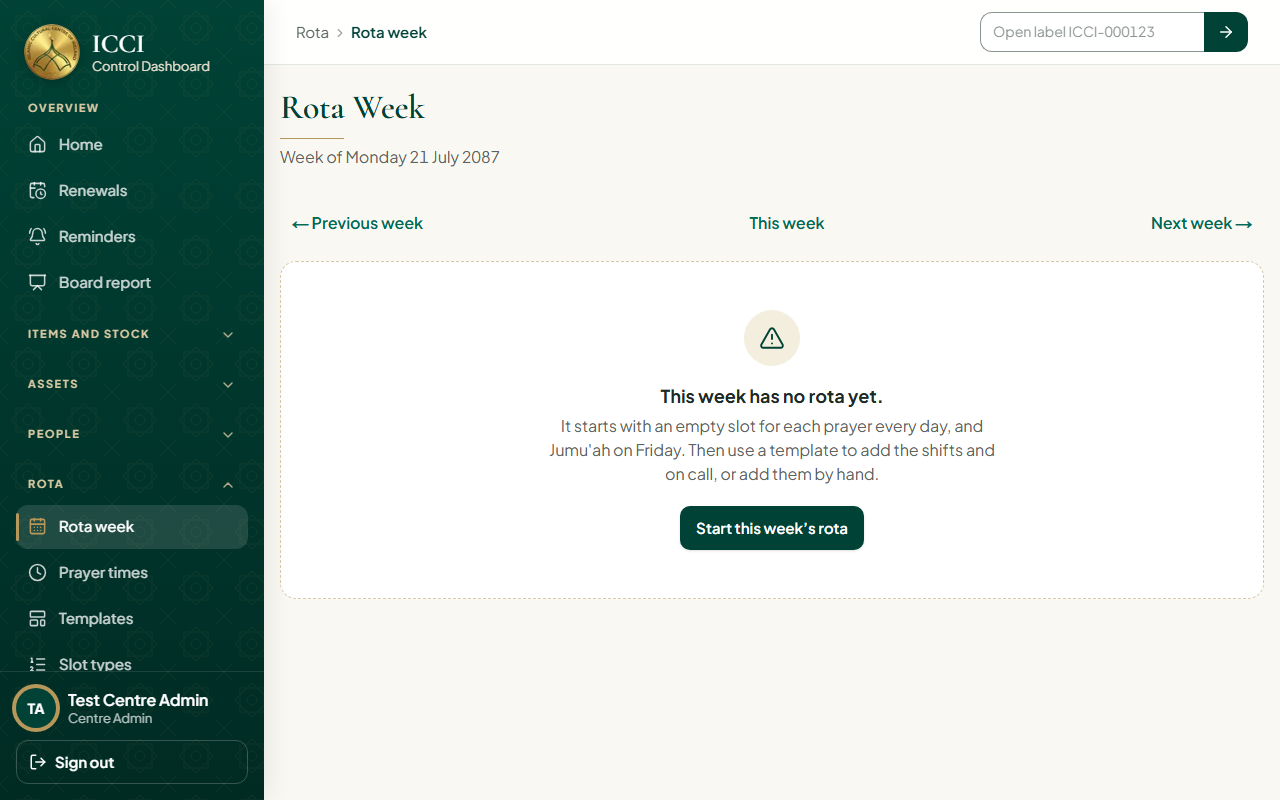 ICCI
Control Dashboard
OVERVIEW
Home
Renewals
Reminders
Board report
ITEMS AND STOCK
ASSETS
PEOPLE
ROTA
Rota week
Prayer times
Templates
Slot types
TA
Test Centre Admin
Centre Admin
Sign out
Rota > Rota week
Open label ICCI-000123
Rota Week
Week of Monday 21 July 2087
← Previous week
This week
Next week →
This week has no rota yet.
It starts with an empty slot for each prayer every day, and
Jumu'ah on Friday. Then use a template to add the shifts and
on call, or add them by hand.
Start this week’s rota